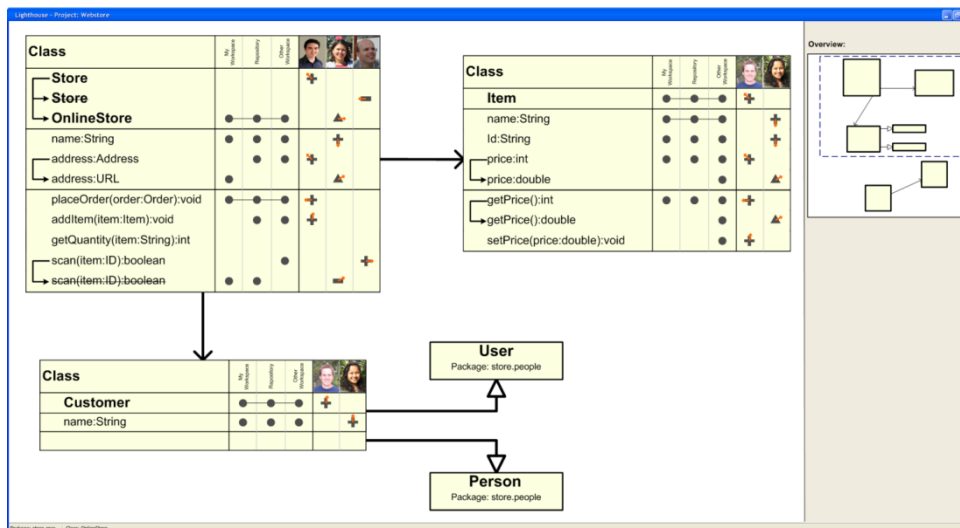 Lighthouse - Project: Webstore
Class
My Workspace
Repository
Other Workspace
Store
Store
OnlineStore
name:String
address:Address
address:URL
placeOrder(order:Order):void
addItem(item:Item):void
getQuantity(item:String):int
scan(item:ID):boolean
scan(item:ID):boolean
Class
My Workspace
Repository
Other Workspace
Item
name:String
Id:String
price:int
price:double
getPrice():int
getPrice():double
setPrice(price:double):void
Overview:
Class
My Workspace
Repository
Other Workspace
Customer
name:String
User
Package: store.people
Person
Package: store.people